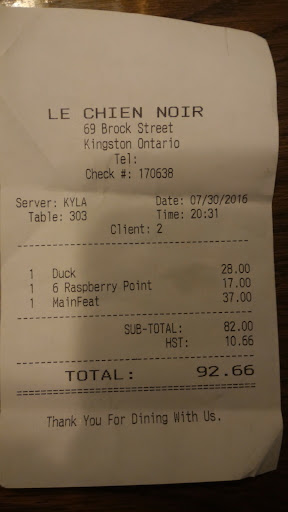 LE CHIEN NOIR
69 Brock Street
Kingston Ontario
Tel:
Check #: 170638
Server: KYLA Date: 07/30/2016
Table: 303 Time: 20:31
Client: 2
1 Duck 28.00
1 6 Raspberry Point 17.00
1 MainFeat 37.00
SUB-TOTAL: 82.00
HST: 10.66
TOTAL: 92.66
Thank You For Dining With Us.